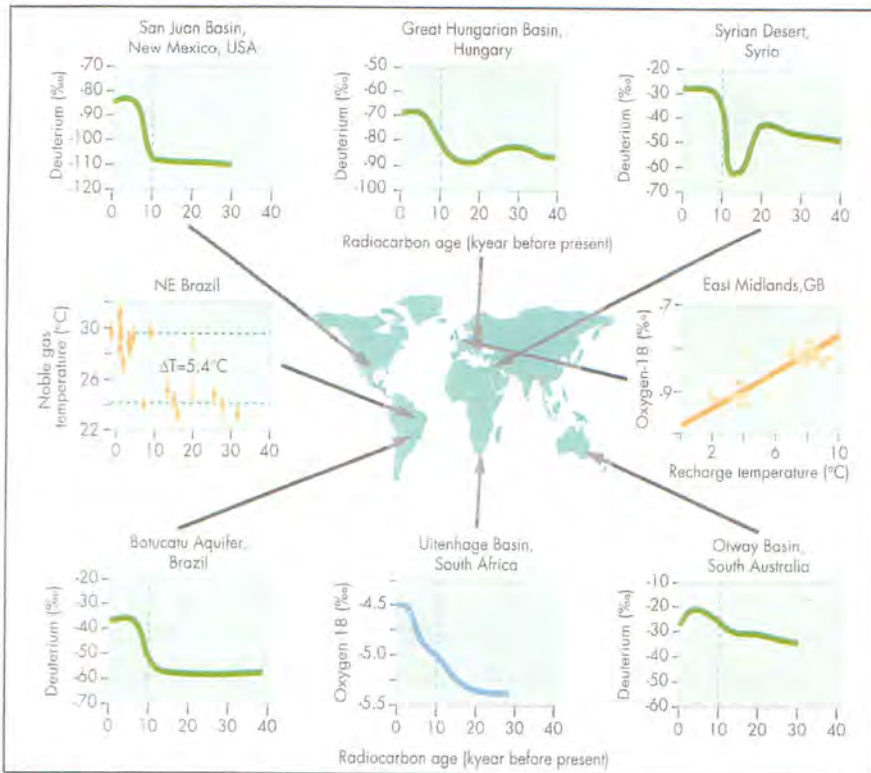 San Juan Basin,
New Mexico, USA
Deuterium (‰)
-70
-80
-90
-100
-110
-120
0 10 20 30 40
Great Hungarian Basin,
Hungary
Deuterium (‰)
-50
-60
-70
-80
-90
-100
0 10 20 30 40
Syrian Desert,
Syria
Deuterium (‰)
-20
-30
-40
-50
-60
-70
0 10 20 30 40
Radiocarbon age (kyear before present)
NE Brazil
Noble gas
temperature (°C)
30
26
22
ΔT=5,4°C
0 10 20 30 40
East Midlands,GB
Oxygen-18 (‰)
-7
-9
2 6 10
Recharge temperature (°C)
Botucatu Aquifer,
Brazil
Deuterium (‰)
-20
-30
-40
-50
-60
-70
0 10 20 30 40
Uitenhage Basin,
South Africa
Oxygen-18 (‰)
-4.5
-5.0
-5.5
0 10 20 30 40
Otway Basin,
South Australia
Deuterium (‰)
-10
-20
-30
-40
-50
-60
0 10 20 30 40
Radiocarbon age (kyear before present)